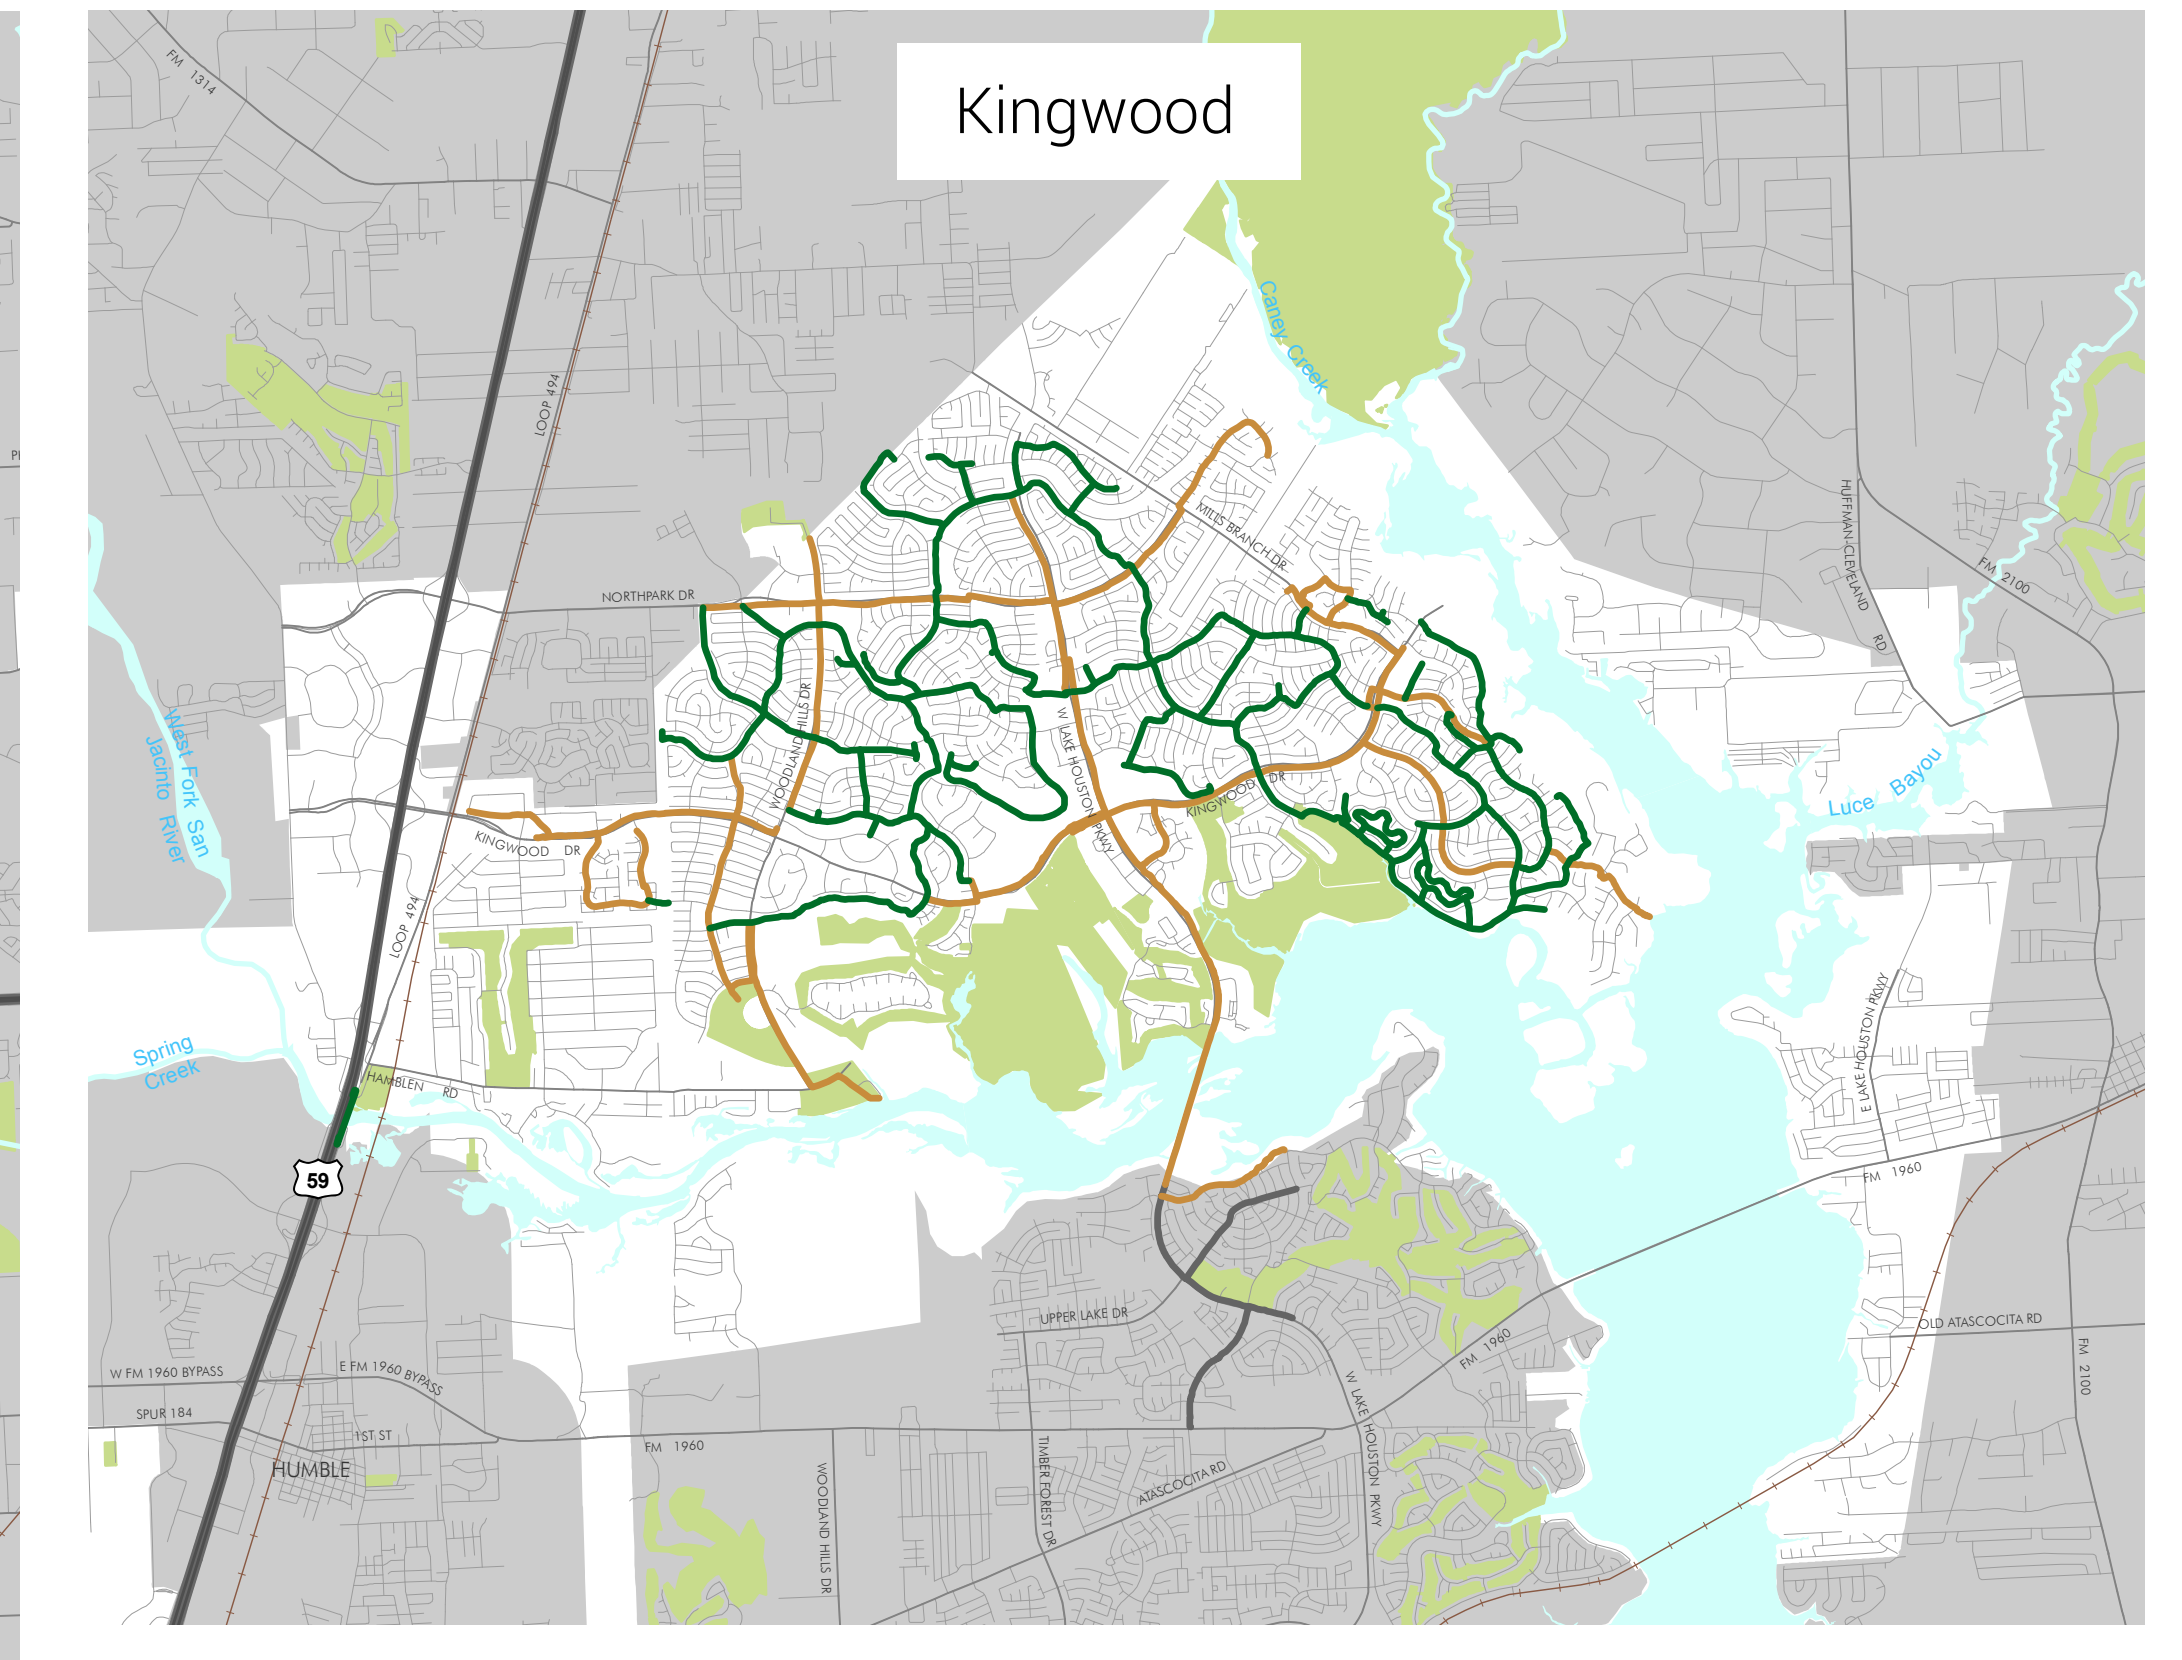 Kingwood
FM 1314
Caney Creek
LOOP 494
HUFFMAN-CLEVELAND RD
MILLS BRANCH DR
FM 2100
NORTHPARK DR
WOODLAND HILLS DR
W LAKE HOUSTON PKWY
West Fork San
Jacinto River
Luce Bayou
KINGWOOD DR
KINGWOOD DR
LOOP 494
E LAKE HOUSTON PKWY
Spring
Creek
HAMBLEN RD
59
FM 1960
UPPER LAKE DR
OLD ATASCOCITA RD
FM 1960
FM 2100
W FM 1960 BYPASS
E FM 1960 BYPASS
SPUR 184
1ST ST
W LAKE HOUSTON PKWY
FM 1960
HUMBLE
WOODLAND HILLS DR
TIMBER FOREST DR
ATASCOCITA RD